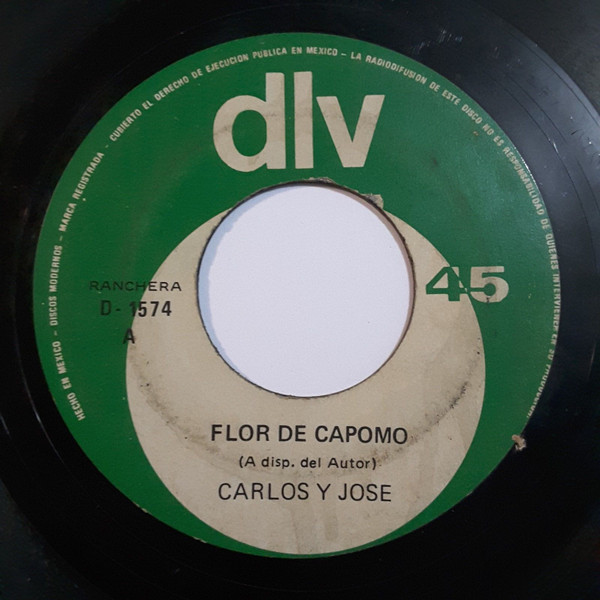 HECHO EN MEXICO - DISCOS MODERNOS - MARCA REGISTRADA - CUBIERTO EL DERECHO DE EJECUCION PUBLICA EN MEXICO - LA RADIODIFUSION DE ESTE DISCO NO ES RESPONSABILIDAD DE QUIENES INTERVIENEN EN SU PRODUCCION
dlv
RANCHERA
D-1574
A
45
FLOR DE CAPOMO
(A disp. del Autor)
CARLOS Y JOSE